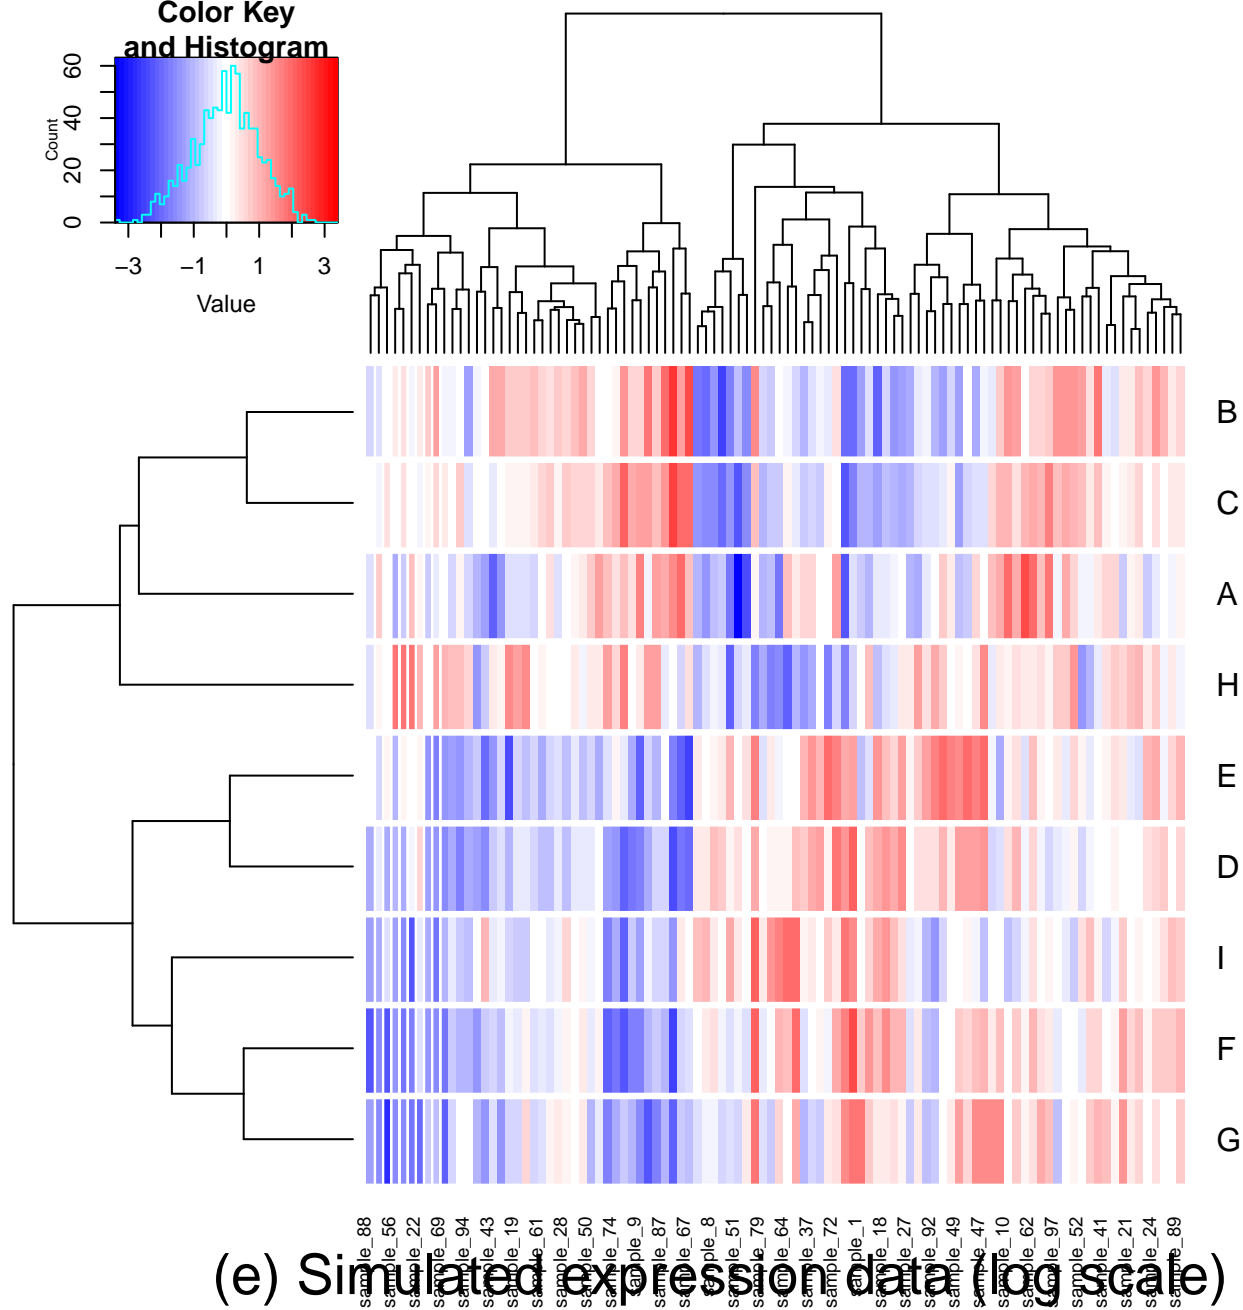 Color Key
and Histogram
Count
0 20 40 60
−3 −1 1 3
Value
B
C
A
H
E
D
I
F
G
sample_88 sample_56 sample_22 sample_69 sample_94 sample_43 sample_19 sample_61 sample_28 sample_50 sample_74 sample_9 sample_87 sample_67 sample_8 sample_51 sample_79 sample_64 sample_37 sample_72 sample_1 sample_18 sample_27 sample_92 sample_49 sample_47 sample_10 sample_62 sample_97 sample_52 sample_41 sample_21 sample_24 sample_89
(e) Simulated expression data (log scale)